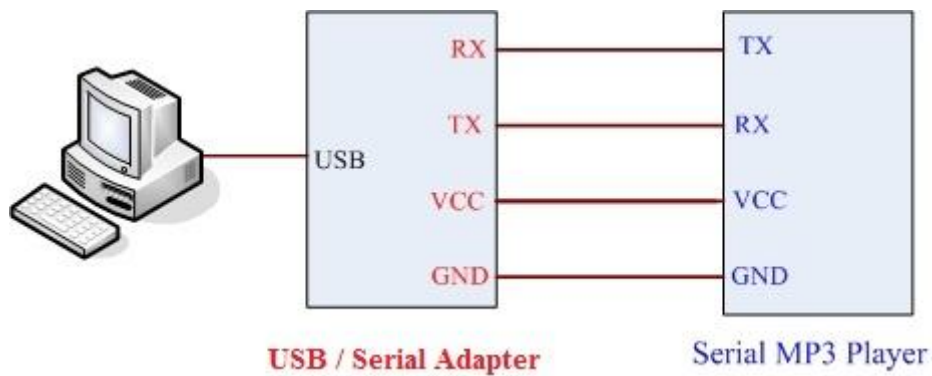 RX TX
TX RX
USB
VCC VCC
GND GND
USB / Serial Adapter
Serial MP3 Player